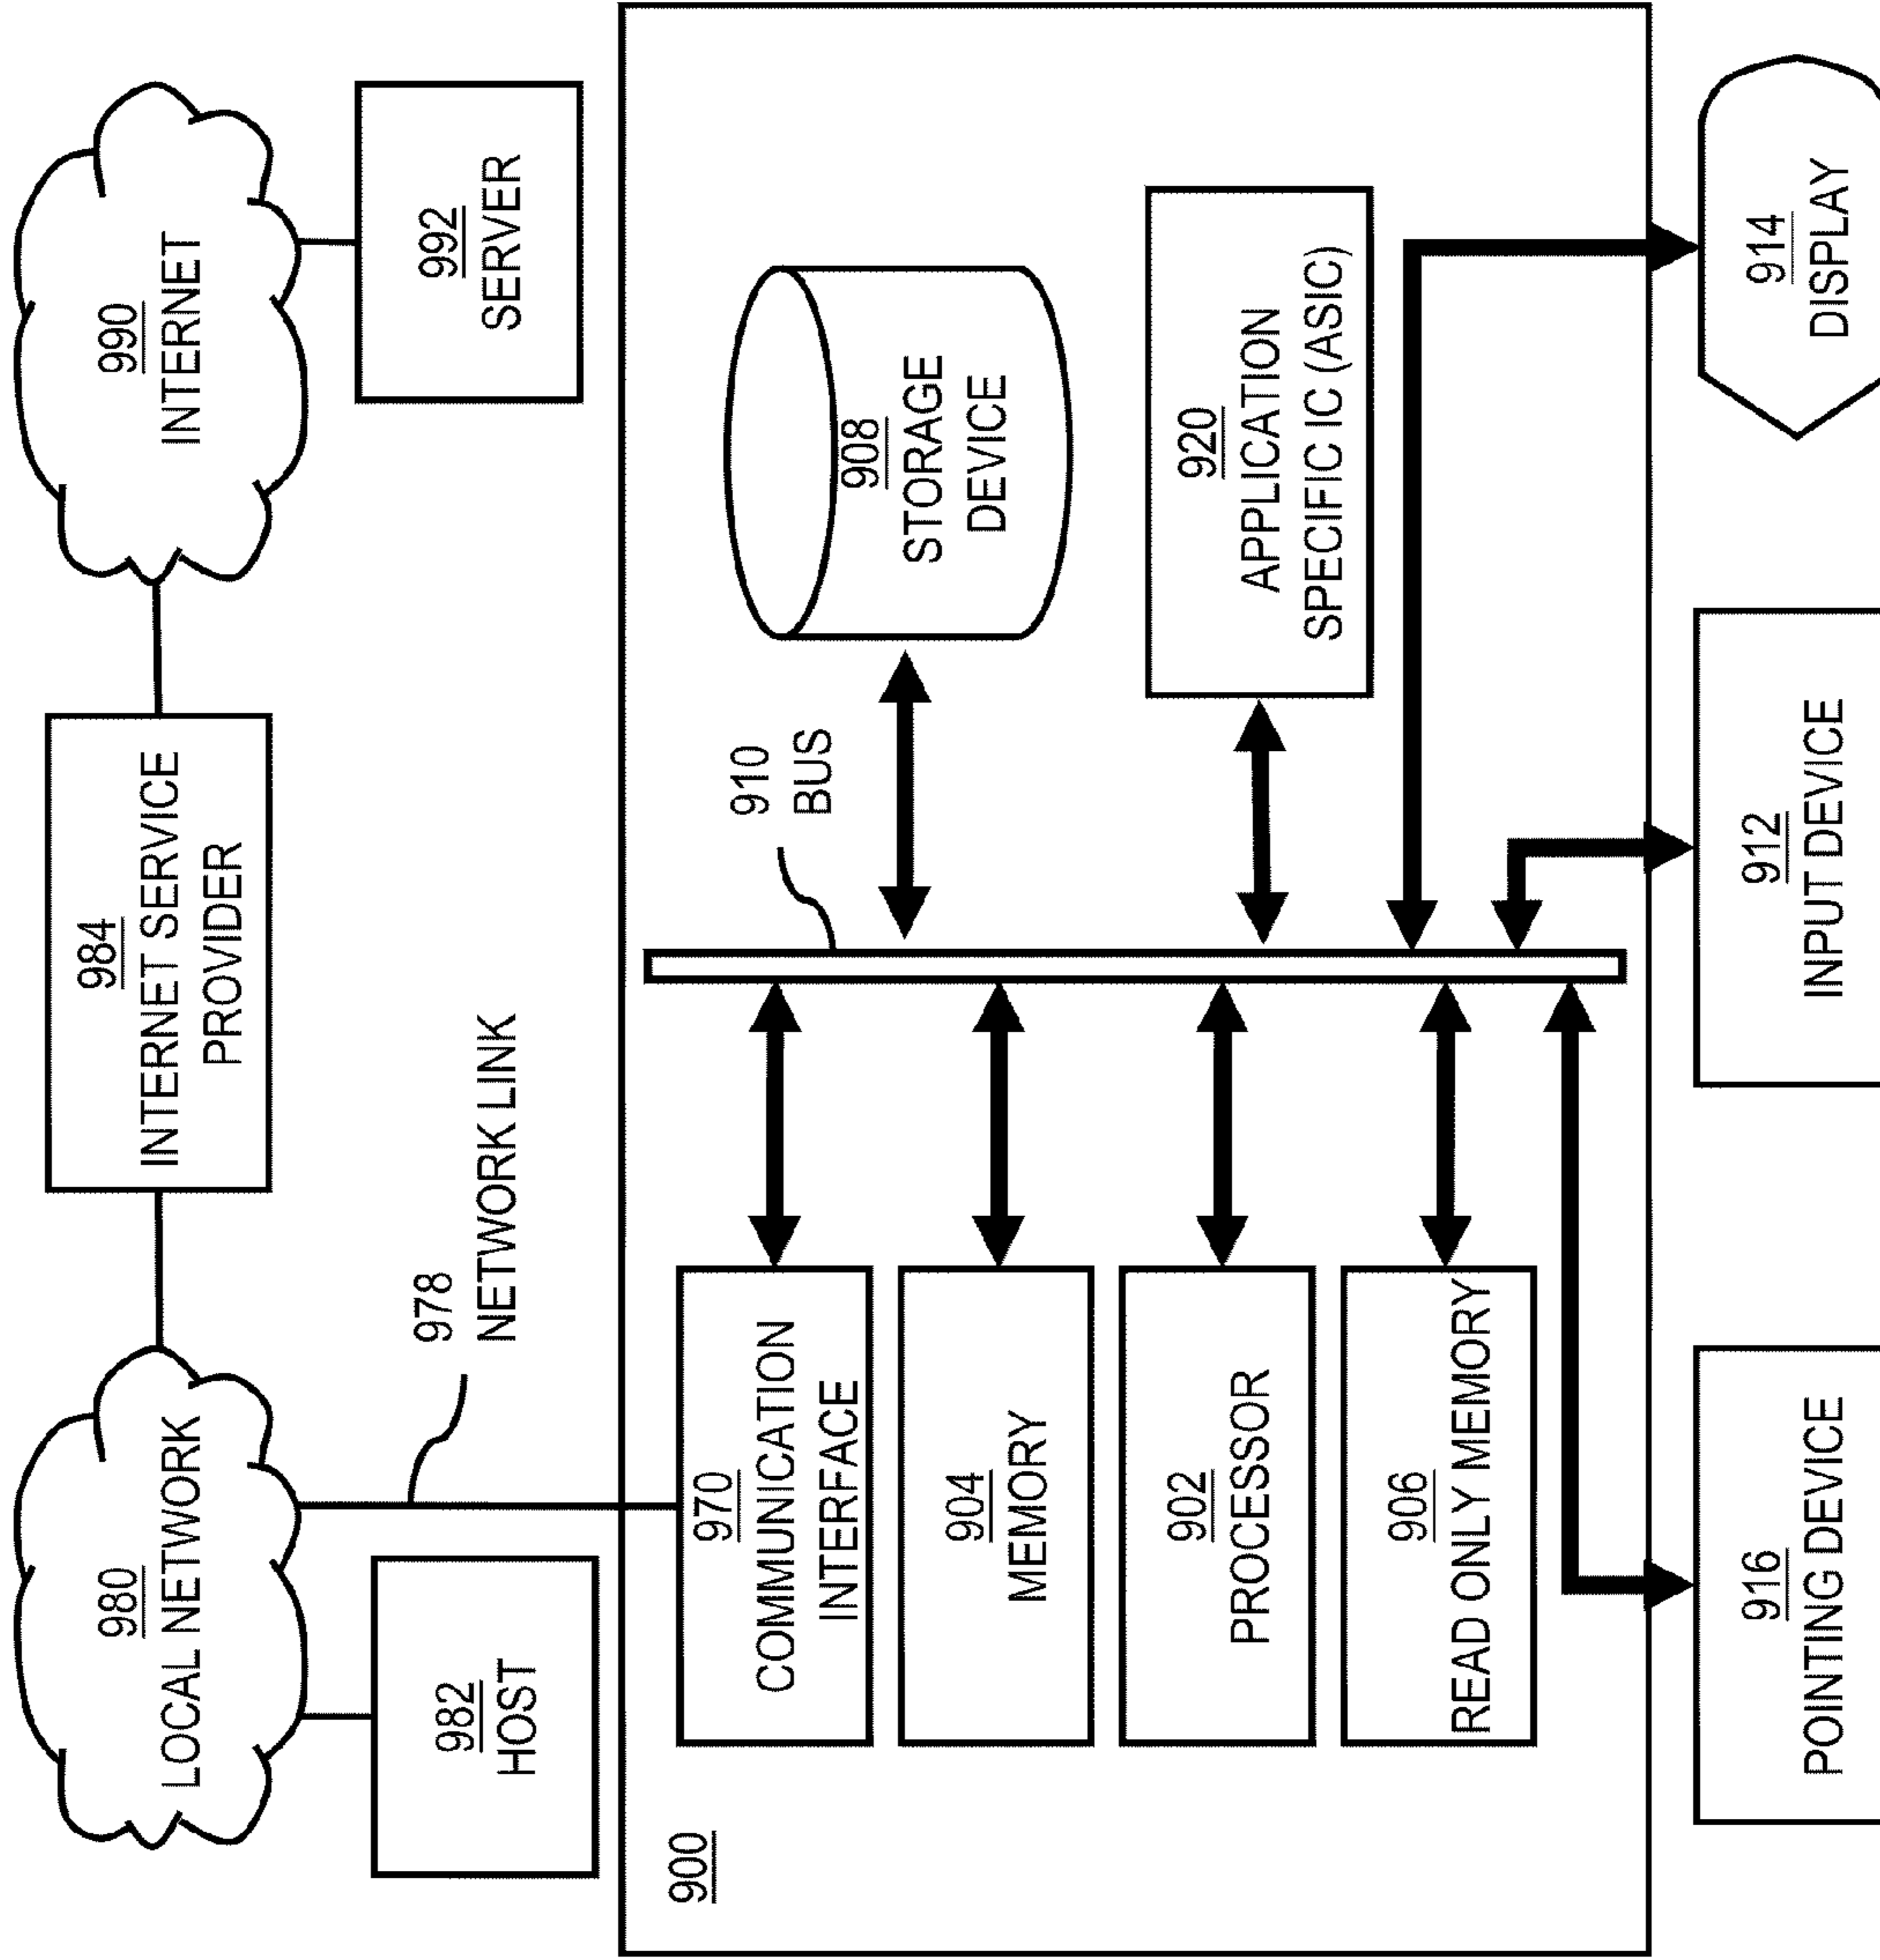 980
LOCAL NETWORK
984
INTERNET SERVICE
PROVIDER
990
INTERNET
982
HOST
978
NETWORK LINK
992
SERVER
900
970
COMMUNICATION
INTERFACE
904
MEMORY
902
PROCESSOR
906
READ ONLY MEMORY
910
BUS
908
STORAGE
DEVICE
920
APPLICATION
SPECIFIC IC (ASIC)
916
POINTING DEVICE
912
INPUT DEVICE
914
DISPLAY